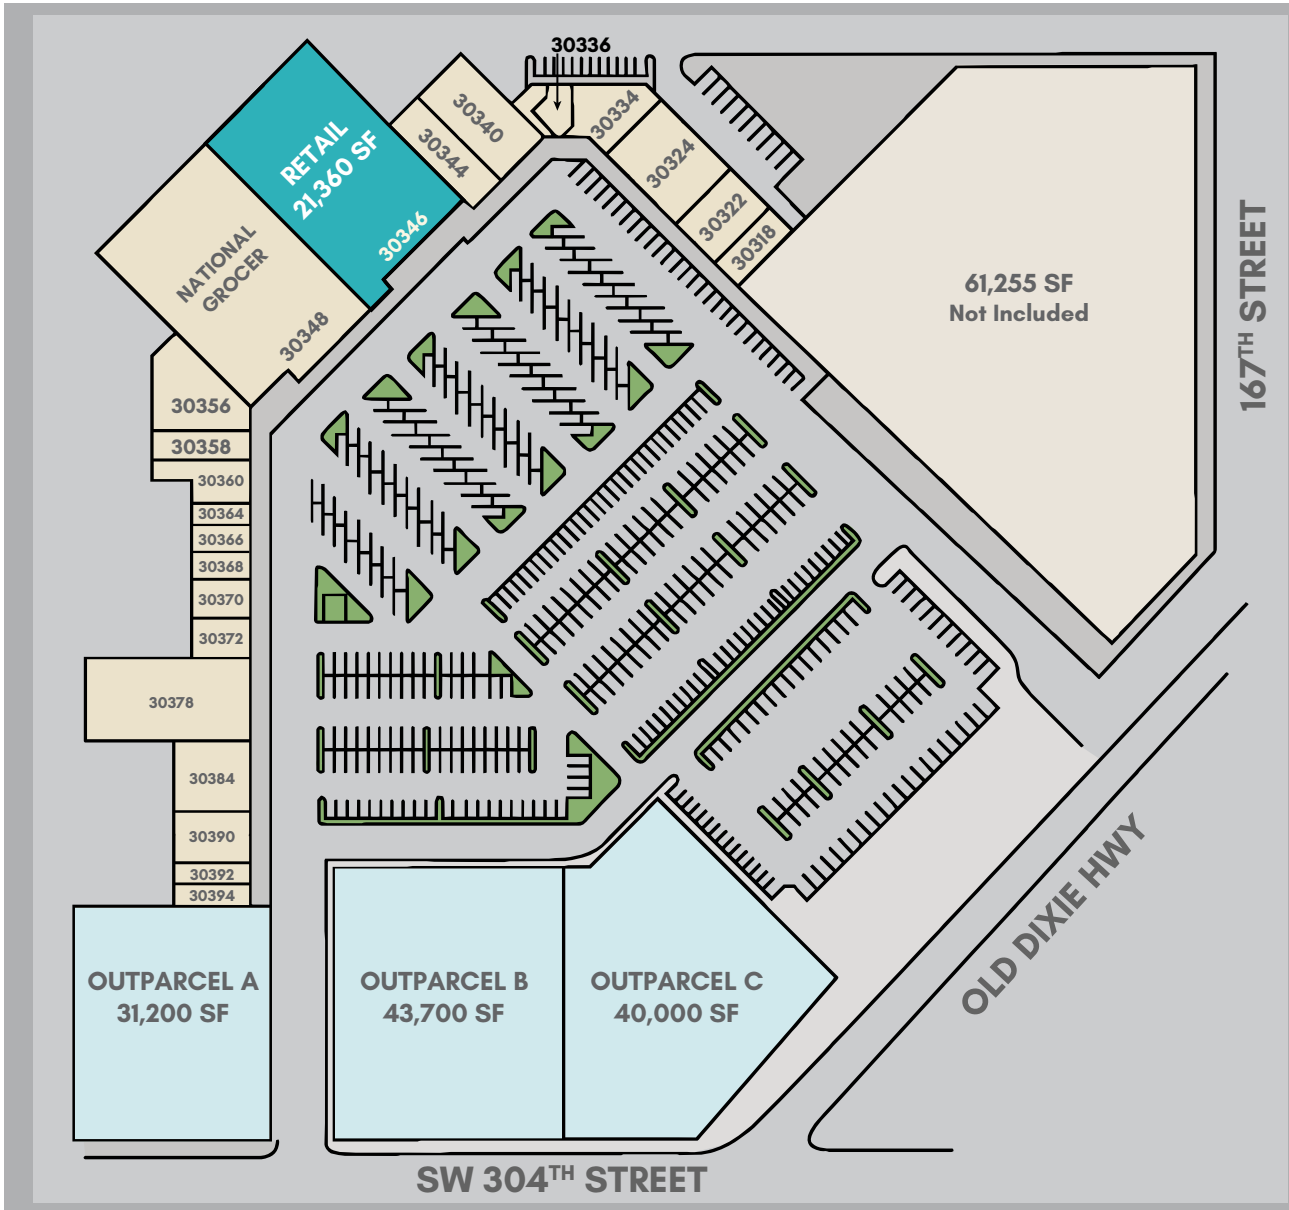 30336
30340
30344
30334
30324
30322
30318
RETAIL
21,360 SF
30346
NATIONAL
GROCER
30348
61,255 SF
Not Included
167TH STREET
30356
30358
30360
30364
30366
30368
30370
30372
30378
30384
30390
30392
30394
OUTPARCEL A
31,200 SF
OUTPARCEL B
43,700 SF
OUTPARCEL C
40,000 SF
OLD DIXIE HWY
SW 304TH STREET